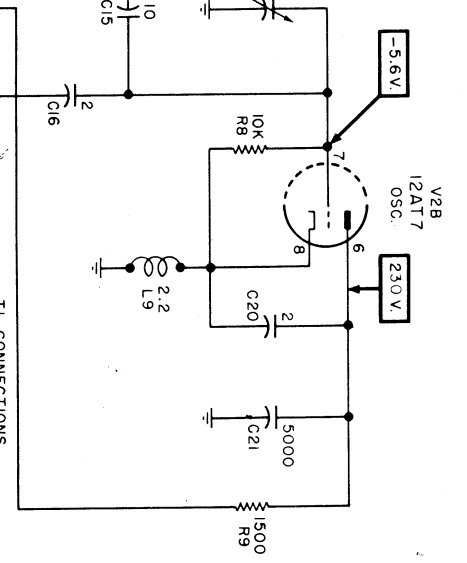 10
C15
2
C16
-5.6V.
10K
R8
7
V2B
12AT7
OSC.
8
6
2.2
L9
C20
2
230V.
5000
C21
1500
R9
T1 CONNECTIONS